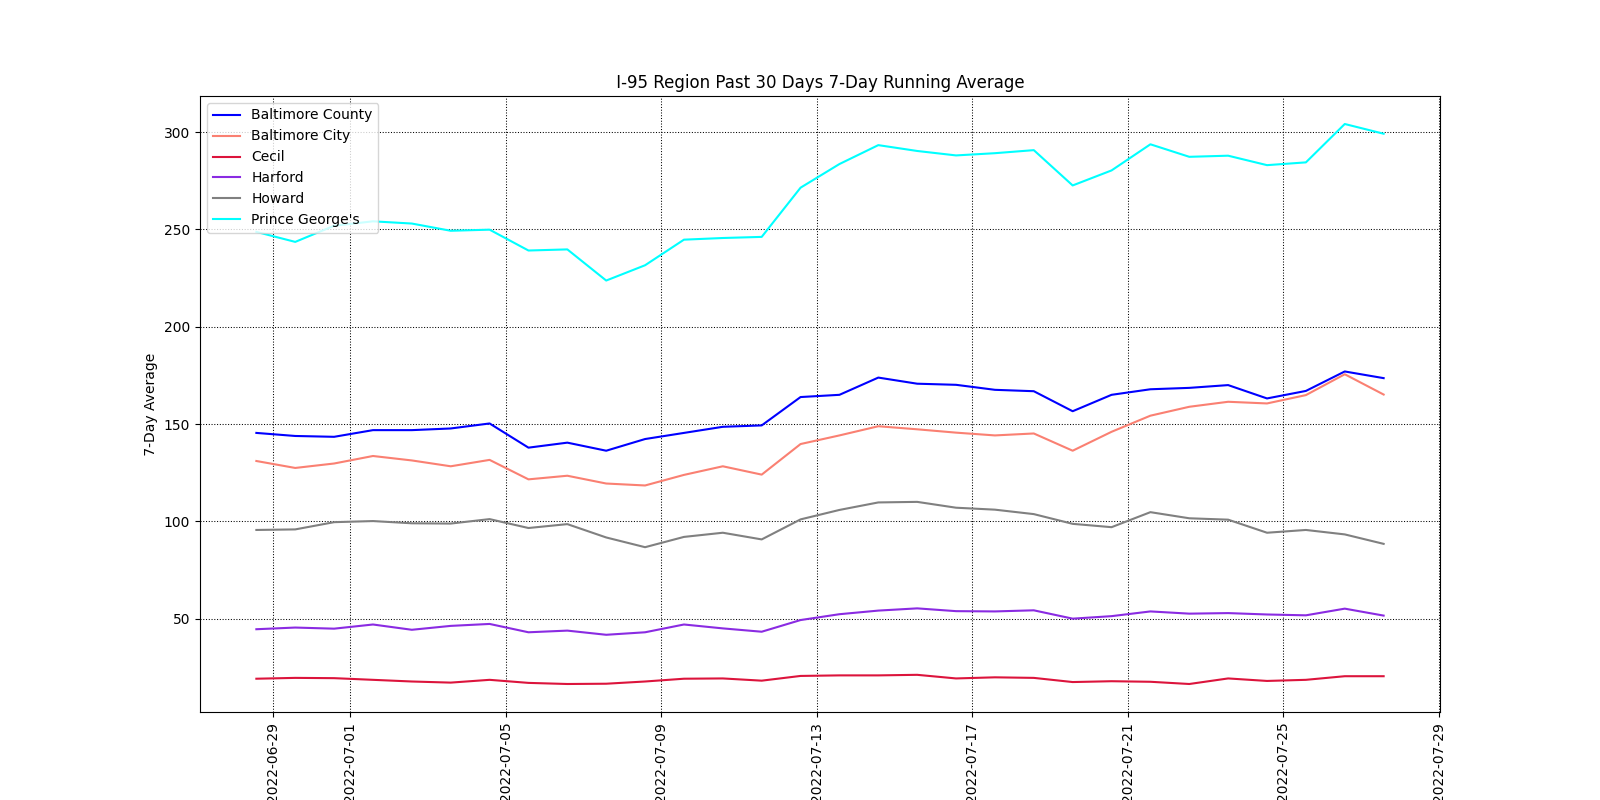 I-95 Region Past 30 Days 7-Day Running Average
Baltimore County
Baltimore City
Cecil
Harford
Howard
Prince George's
7-Day Average
300
250
200
150
100
50
2022-06-29
2022-07-01
2022-07-05
2022-07-09
2022-07-13
2022-07-17
2022-07-21
2022-07-25
2022-07-29